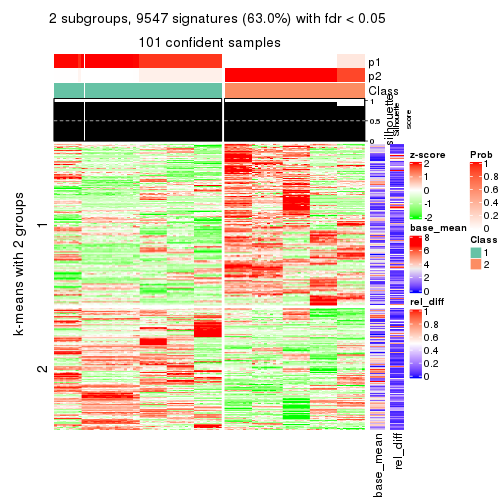 2 subgroups, 9547 signatures (63.0%) with fdr < 0.05
101 confident samples
p1
p2
Class
silhouette
Silhouette
score
1
0.5
0
k-means with 2 groups
1
2
z-score
2
1
0
-1
-2
base_mean
8
6
4
2
0
rel_diff
1
0.8
0.6
0.4
0.2
0
Prob
1
0.8
0.6
0.4
0.2
0
Class
1
2
base_mean
rel_diff